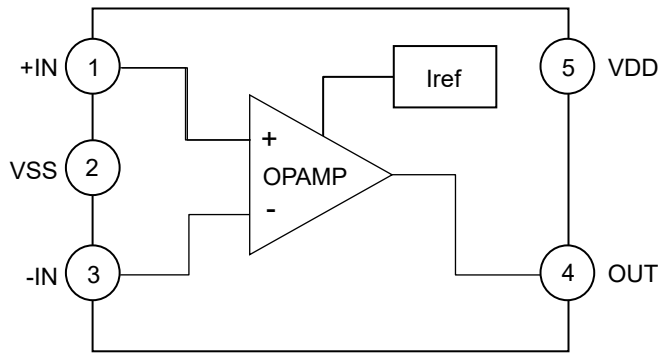 +IN 1
5 VDD
Iref
+
VSS 2
OPAMP
-
-IN 3
4 OUT